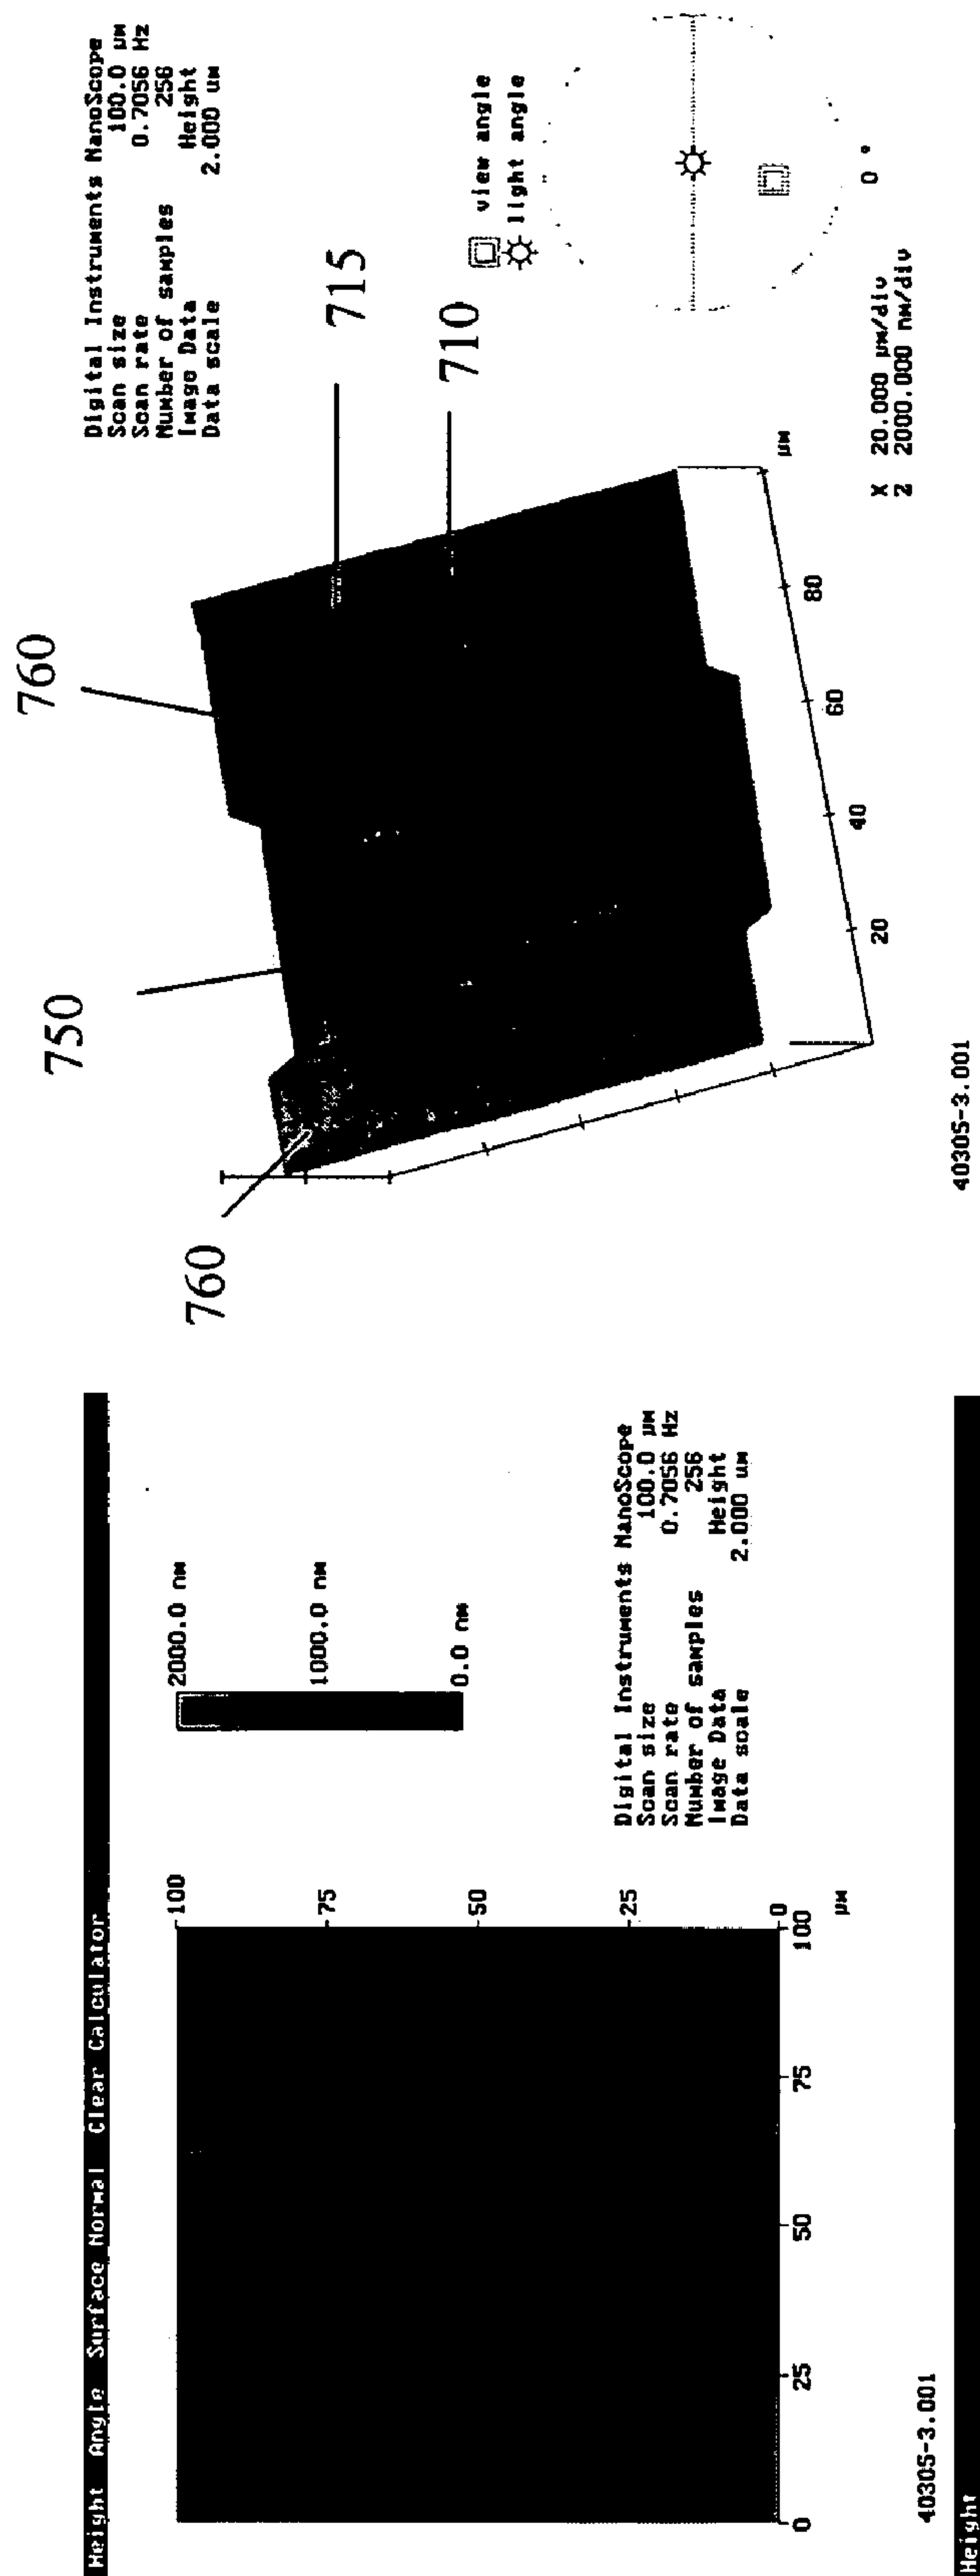 Height Angle Surface Normal Clear Calculator
2000.0 nm
1000.0 nm
0.0 nm
100
75
50
25
0
0
25
50
75
100
µm
Digital Instruments NanoScope
Scan size 100.0 µm
Scan rate 0.7056 Hz
Number of samples 256
Image Data Height
Data scale 2.000 um
40305-3.001
Height
760
750
760
715
710
Digital Instruments NanoScope
Scan size 100.0 µm
Scan rate 0.7056 Hz
Number of samples 256
Image Data Height
Data scale 2.000 um
view angle
light angle
0 °
20
40
60
80
µm
X 20.000 µm/div
Z 2000.000 nm/div
40305-3.001